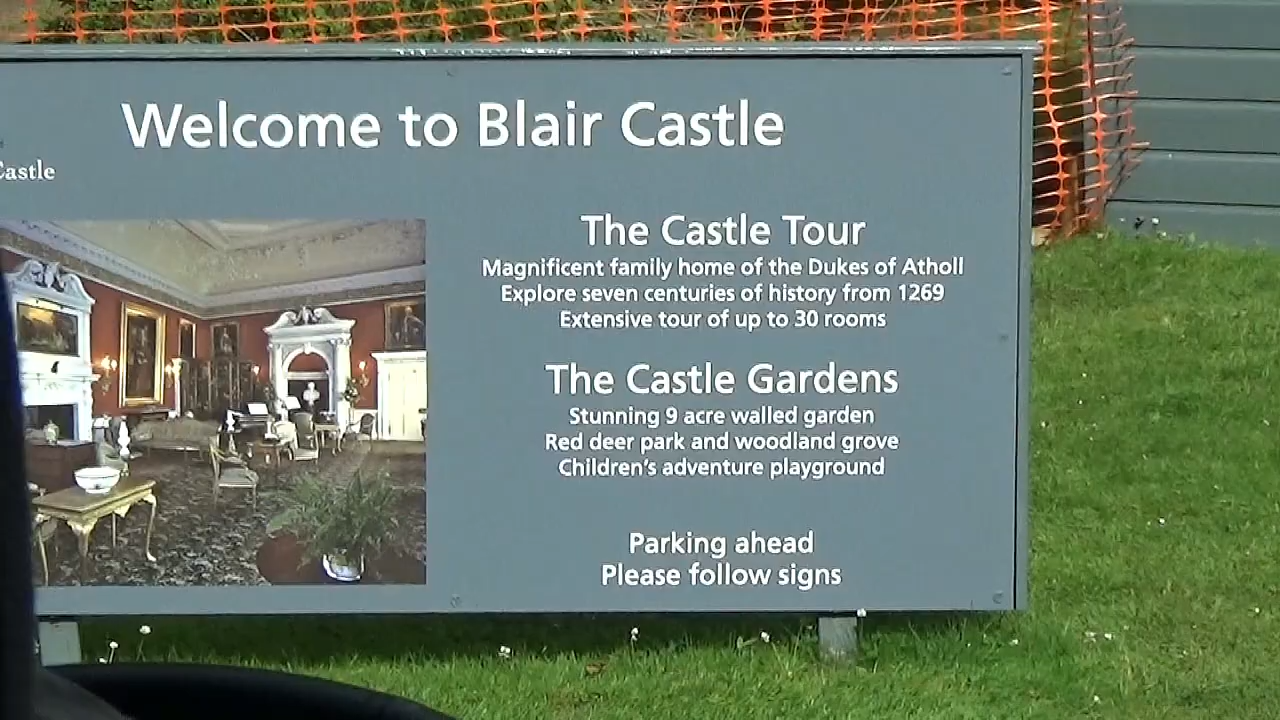 Welcome to Blair Castle
Castle
The Castle Tour
Magnificent family home of the Dukes of Atholl
Explore seven centuries of history from 1269
Extensive tour of up to 30 rooms
The Castle Gardens
Stunning 9 acre walled garden
Red deer park and woodland grove
Children's adventure playground
Parking ahead
Please follow signs